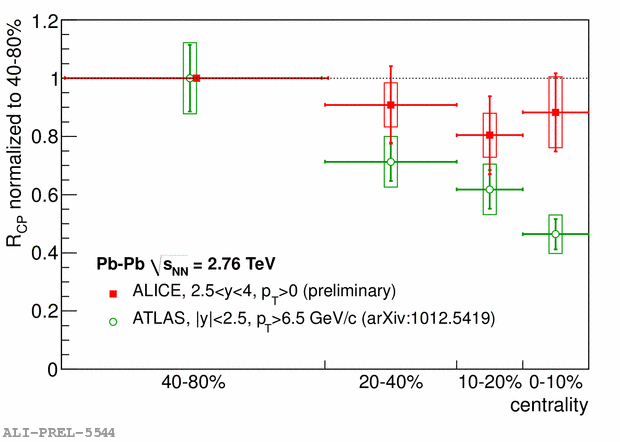 R_CP normalized to 40-80%
1.2
1
0.8
0.6
0.4
0.2
0
Pb-Pb √s_NN = 2.76 TeV
ALICE, 2.5<y<4, p_T>0 (preliminary)
ATLAS, |y|<2.5, p_T>6.5 GeV/c (arXiv:1012.5419)
40-80% 20-40% 10-20% 0-10%
centrality
ALI-PREL-5544